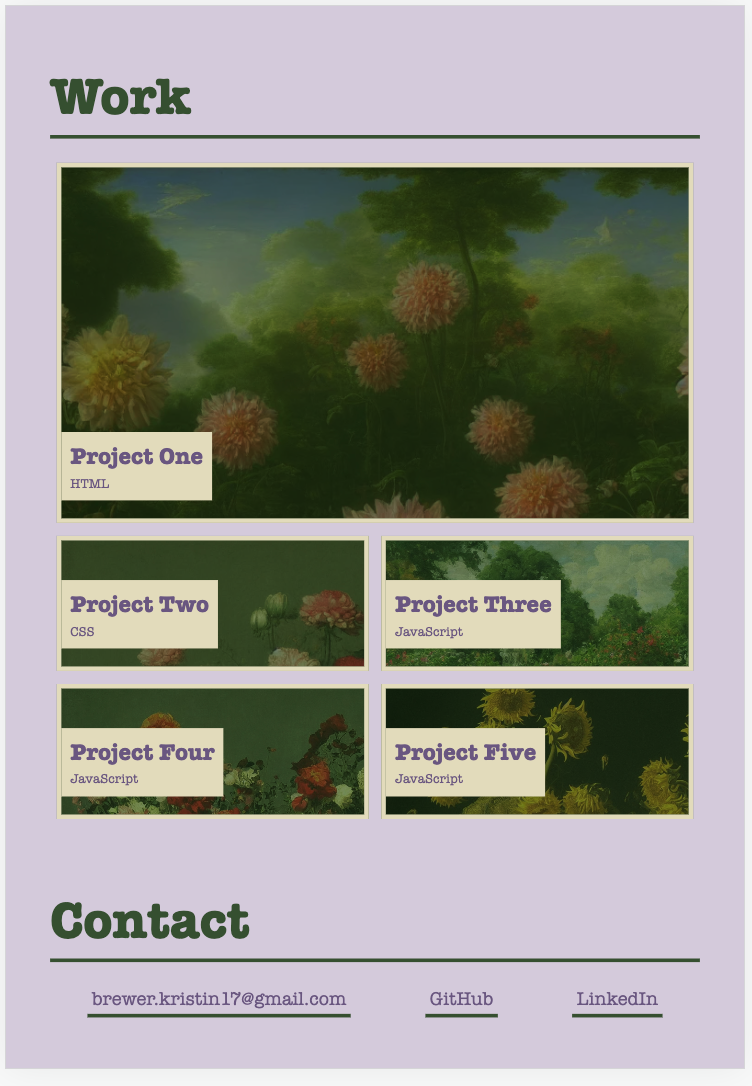 Work
Project One
HTML
Project Two
CSS
Project Three
JavaScript
Project Four
JavaScript
Project Five
JavaScript
Contact
brewer.kristin17@gmail.com
GitHub
LinkedIn